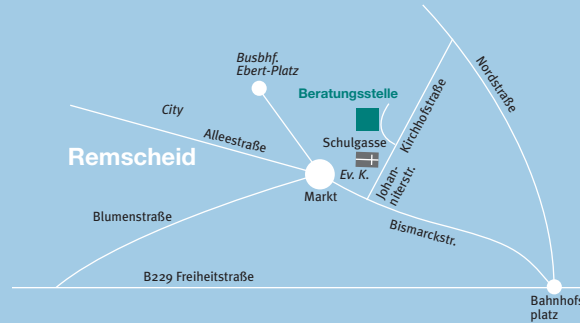 Busbhf.
Ebert-Platz
Beratungsstelle
City
Alleestraße
Nordstraße
Kirchhofstraße
Schulgasse
Remscheid
Ev. K.
Johan-
niterstr.
Markt
Blumenstraße
Bismarckstr.
B229 Freiheitstraße
Bahnhofs
platz